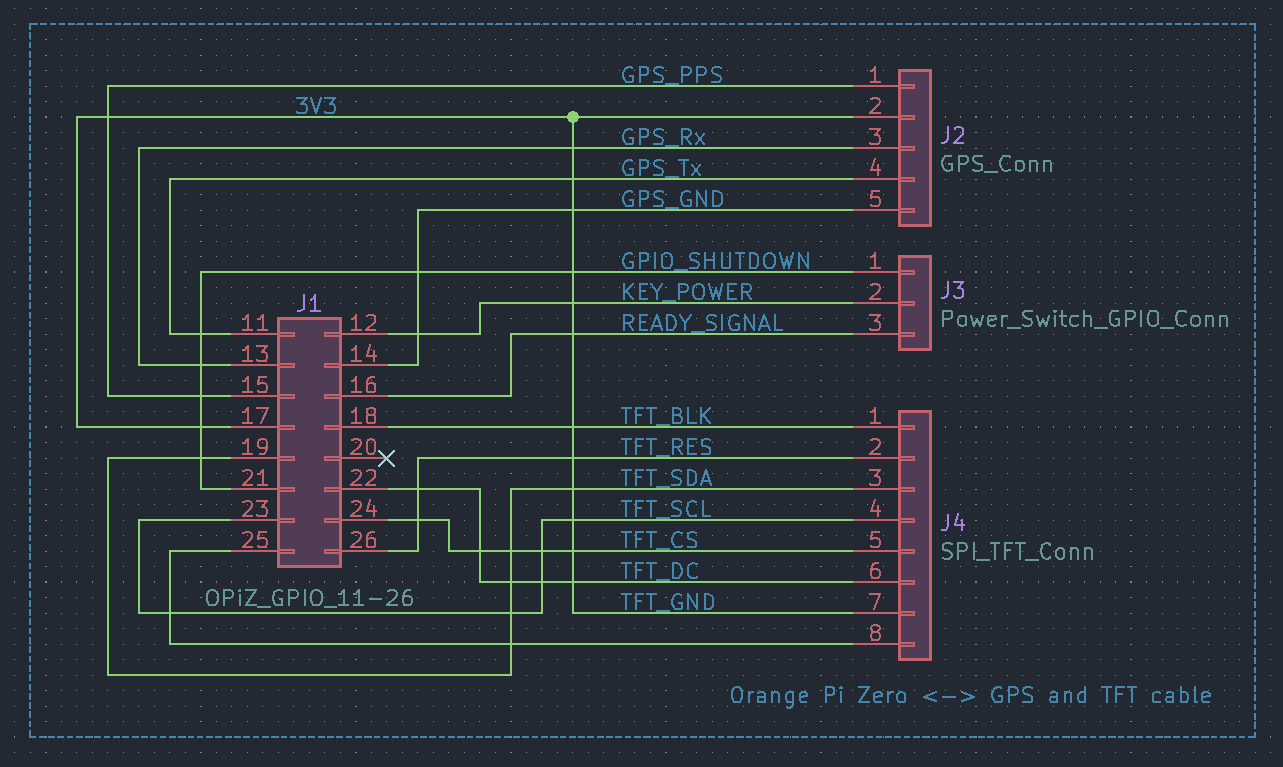 GPS_PPS
1
3V3
2
GPS_Rx
3
J2
GPS_Tx
4
GPS_Conn
GPS_GND
5
GPIO_SHUTDOWN
1
KEY_POWER
2
J3
READY_SIGNAL
3
Power_Switch_GPIO_Conn
J1
11 12
13 14
15 16
17 18
19 20
21 22
23 24
25 26
OPiZ_GPIO_11-26
TFT_BLK
1
TFT_RES
2
TFT_SDA
3
TFT_SCL
4
J4
TFT_CS
5
SPI_TFT_Conn
TFT_DC
6
TFT_GND
7
8
Orange Pi Zero <-> GPS and TFT cable